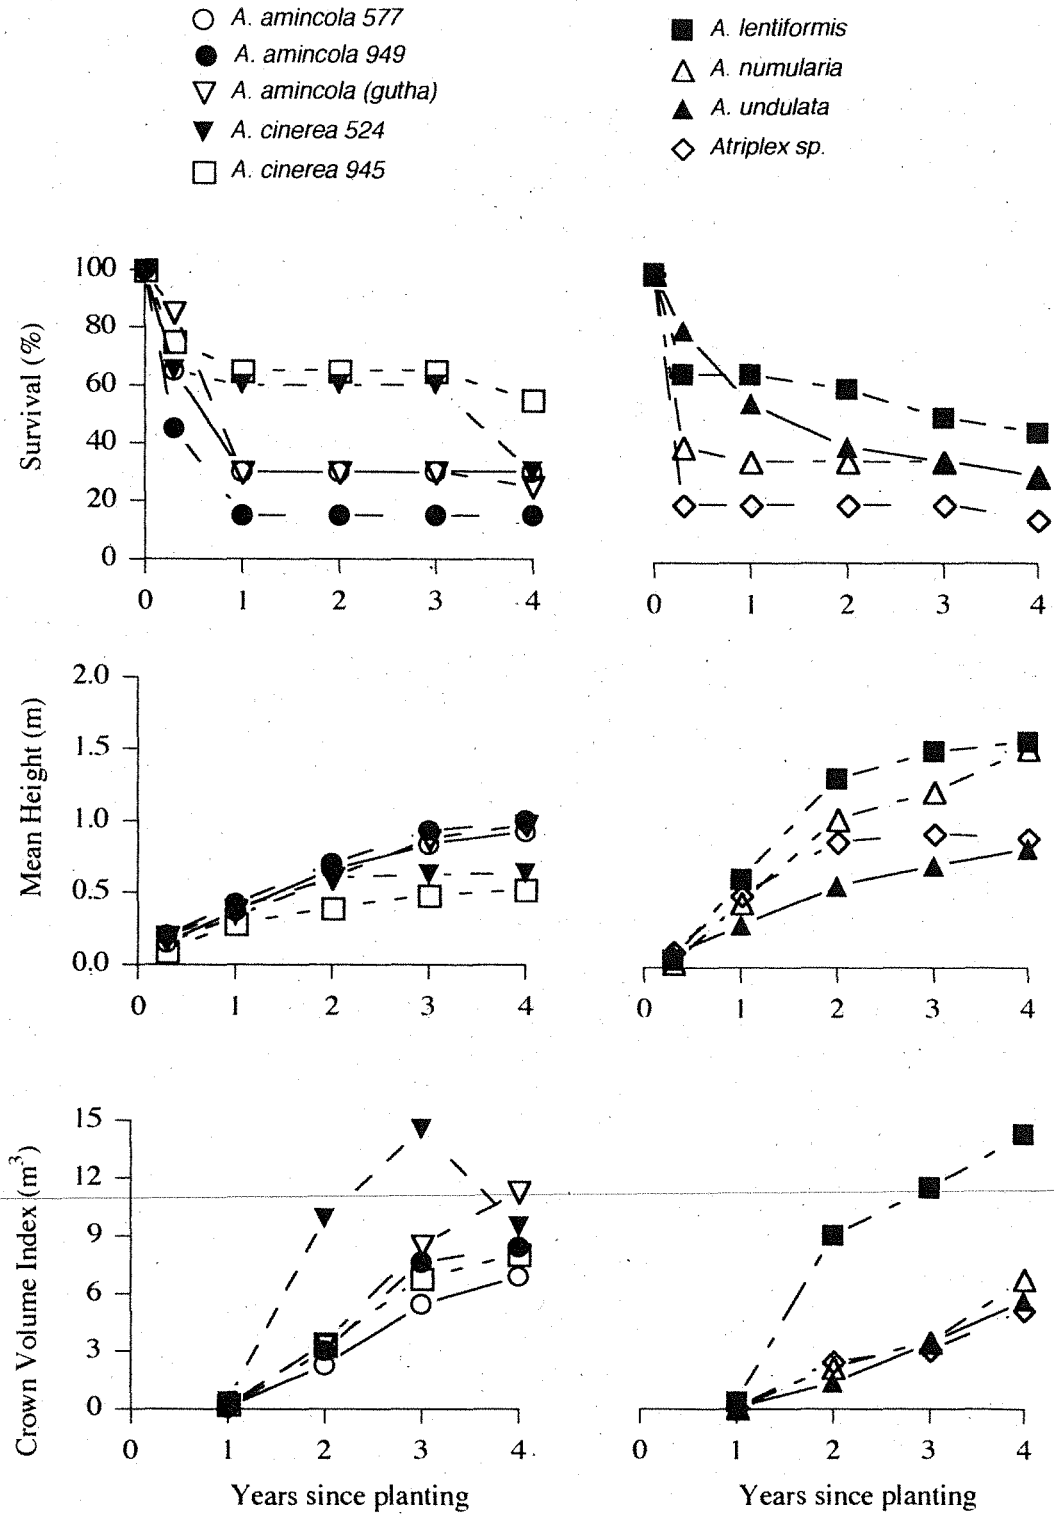 A. amincola 577
A. amincola 949
A. amincola (gutha)
A. cinerea 524
A. cinerea 945
A. lentiformis
A. numularia
A. undulata
Atriplex sp.
Survival (%)
100
80
60
40
20
0
0 1 2 3 4
0 1 2 3 4
Mean Height (m)
2.0
1.5
1.0
0.5
0.0
0 1 2 3 4
0 1 2 3 4
Crown Volume Index (m³)
15
12
9
6
3
0
0 1 2 3 4
0 1 2 3 4
Years since planting
Years since planting